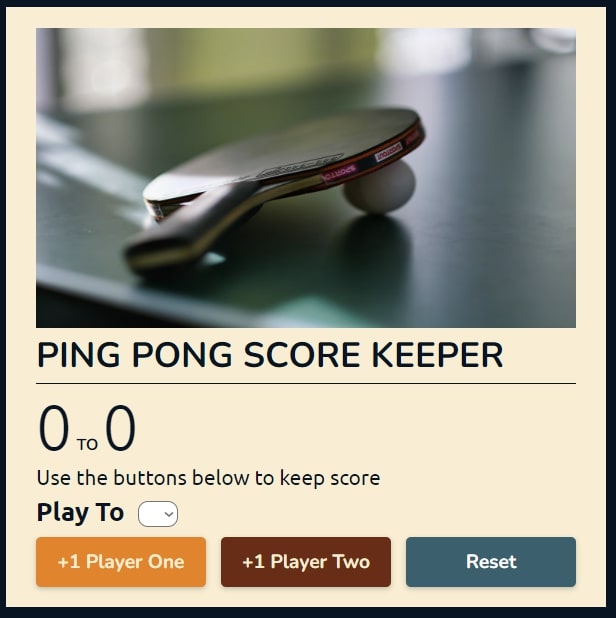 PING PONG SCORE KEEPER
0 TO 0
Use the buttons below to keep score
Play To
+1 Player One
+1 Player Two
Reset